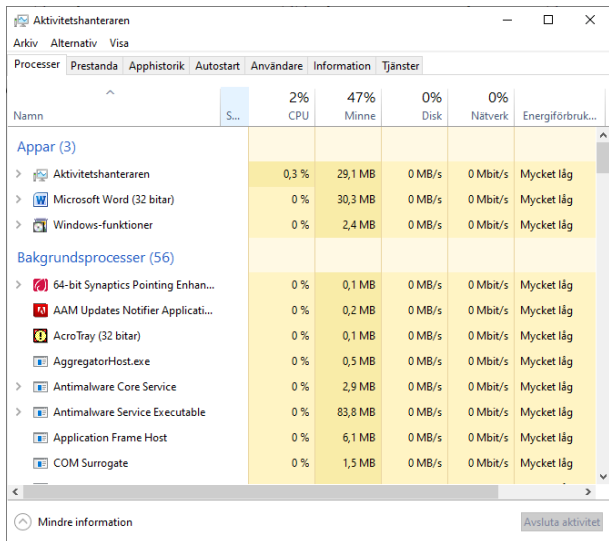 Aktivitetshanteraren
Arkiv Alternativ Visa
Processer Prestanda Apphistorik Autostart Användare Information Tjänster
2% 47% 0% 0%
Namn S... CPU Minne Disk Nätverk Energiförbruk...
Appar (3)
Aktivitetshanteraren 0,3 % 29,1 MB 0 MB/s 0 Mbit/s Mycket låg
Microsoft Word (32 bitar) 0 % 30,3 MB 0 MB/s 0 Mbit/s Mycket låg
Windows-funktioner 0 % 2,4 MB 0 MB/s 0 Mbit/s Mycket låg
Bakgrundsprocesser (56)
64-bit Synaptics Pointing Enhan... 0 % 0,1 MB 0 MB/s 0 Mbit/s Mycket låg
AAM Updates Notifier Applicati... 0 % 0,2 MB 0 MB/s 0 Mbit/s Mycket låg
AcroTray (32 bitar) 0 % 0,1 MB 0 MB/s 0 Mbit/s Mycket låg
AggregatorHost.exe 0 % 0,5 MB 0 MB/s 0 Mbit/s Mycket låg
Antimalware Core Service 0 % 2,9 MB 0 MB/s 0 Mbit/s Mycket låg
Antimalware Service Executable 0 % 83,8 MB 0 MB/s 0 Mbit/s Mycket låg
Application Frame Host 0 % 6,1 MB 0 MB/s 0 Mbit/s Mycket låg
COM Surrogate 0 % 1,5 MB 0 MB/s 0 Mbit/s Mycket låg
Mindre information Avsluta aktivitet